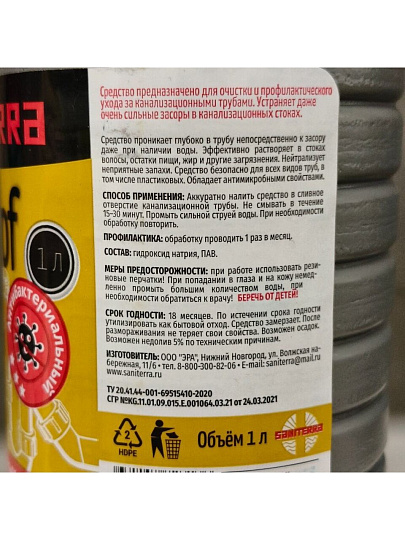 Средство предназначено для очистки и профилактического
ухода за канализационными трубами. Устраняет даже
очень сильные засоры в канализационных стоках.
Средство проникает глубоко в трубу непосредственно к засору
даже при наличии воды. Эффективно растворяет в стоках
волосы, остатки пищи, жир и другие загрязнения. Нейтрализует
неприятные запахи. Средство безопасно для всех видов труб, в
том числе пластиковых. Обладает антимикробными свойствами.
СПОСОБ ПРИМЕНЕНИЯ: Аккуратно налить средство в сливное
отверстие канализационной трубы. Не смывать в течение
15-30 минут. Промыть сильной струей воды. При необходимости
обработку повторить.
ПРОФИЛАКТИКА: обработку проводить 1 раз в месяц.
СОСТАВ: гидроксид натрия, ПАВ.
МЕРЫ ПРЕДОСТОРОЖНОСТИ: при работе использовать рези-
новые перчатки! При попадании в глаза и на кожу немед-
ленно промыть большим количеством воды, при
необходимости обратиться к врачу! БЕРЕЧЬ ОТ ДЕТЕЙ!
СРОК ГОДНОСТИ: 18 месяцев. По истечении срока годности
утилизировать как бытовой отход. Средство замерзает. После
размораживания не теряет свои свойства. Возможен осадок.
Возможен недолив 5% по техническим причинам.
ИЗГОТОВИТЕЛЬ: ООО "ЭРА", Нижний Новгород, ул. Волжская на-
бережная, 11/6 • тел. 8-800-302-82-06 • E-mail: saniterra@mail.ru
www.saniterra.ru
ТУ 20.41.44-001-69515410-2020
СГР №KG.11.01.09.015.E.001064.03.21 от 24.03.2021
2
HDPE
Объём 1 л
SANITERRA
ERRA
of
1 л
антибактериальный